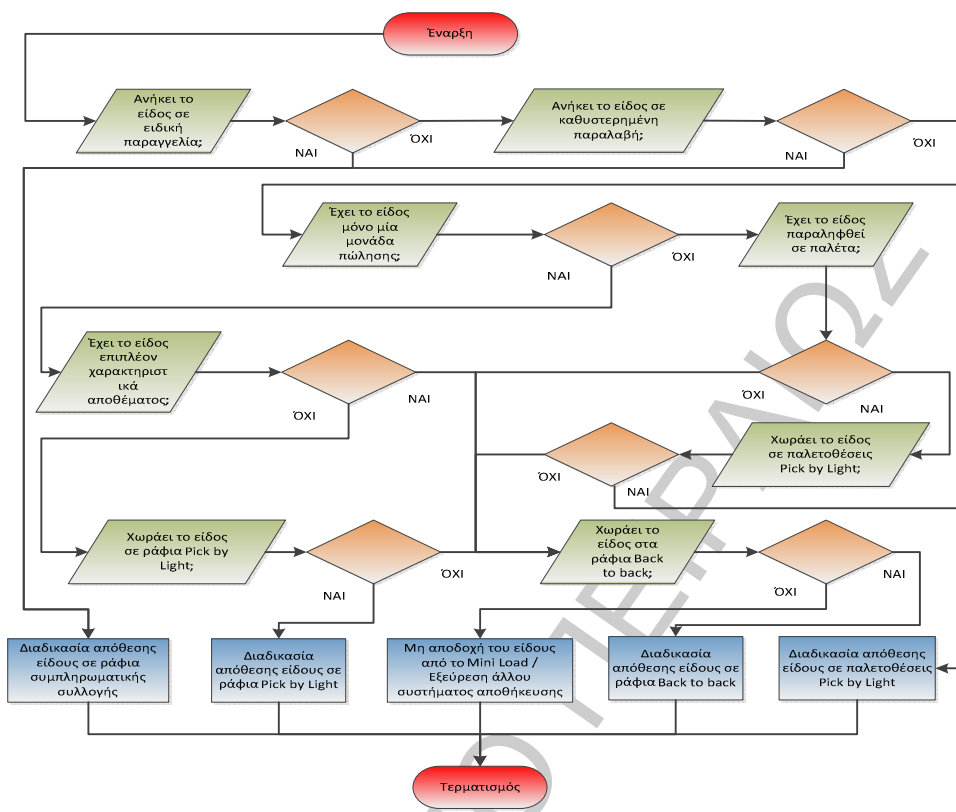 Έναρξη
Ανήκει το
είδος σε
ειδική
παραγγελία;
ΝΑΙ
ΌΧΙ
Ανήκει το είδος σε
καθυστερημένη
παραλαβή;
ΝΑΙ
ΌΧΙ
Έχει το είδος
μόνο μία
μονάδα
πώλησης;
ΝΑΙ
ΌΧΙ
Έχει το είδος
παραληφθεί
σε παλέτα;
Έχει το είδος
επιπλέον
χαρακτηριστ
ικά
αποθέματος;
ΌΧΙ
ΝΑΙ
ΌΧΙ
ΝΑΙ
Χωράει το είδος
σε παλετοθέσεις
Pick by Light;
ΌΧΙ
ΝΑΙ
Χωράει το είδος
σε ράφια Pick by
Light;
ΝΑΙ
ΌΧΙ
Χωράει το
είδος στα
ράφια Back
to back;
ΌΧΙ
ΝΑΙ
Διαδικασία απόθεσης
είδους σε ράφια
συμπληρωματικής
συλλογής
Διαδικασία
απόθεσης είδους σε
ράφια Pick by Light
Μη αποδοχή του είδους
από το Mini Load /
Εξεύρεση άλλου
συστήματος αποθήκευσης
Διαδικασία
απόθεσης είδους σε
ράφια Back to back
Διαδικασία απόθεσης
είδους σε παλετοθέσεις
Pick by Light
Τερματισμός